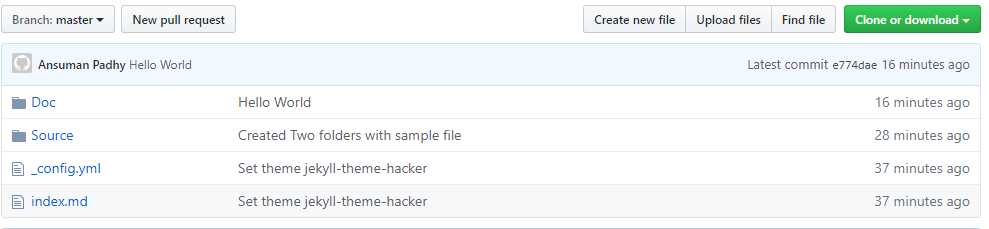 Branch: master New pull request Create new file Upload files Find file Clone or download
Ansuman Padhy Hello World Latest commit e774dae 16 minutes ago
Doc Hello World 16 minutes ago
Source Created Two folders with sample file 28 minutes ago
_config.yml Set theme jekyll-theme-hacker 37 minutes ago
index.md Set theme jekyll-theme-hacker 37 minutes ago